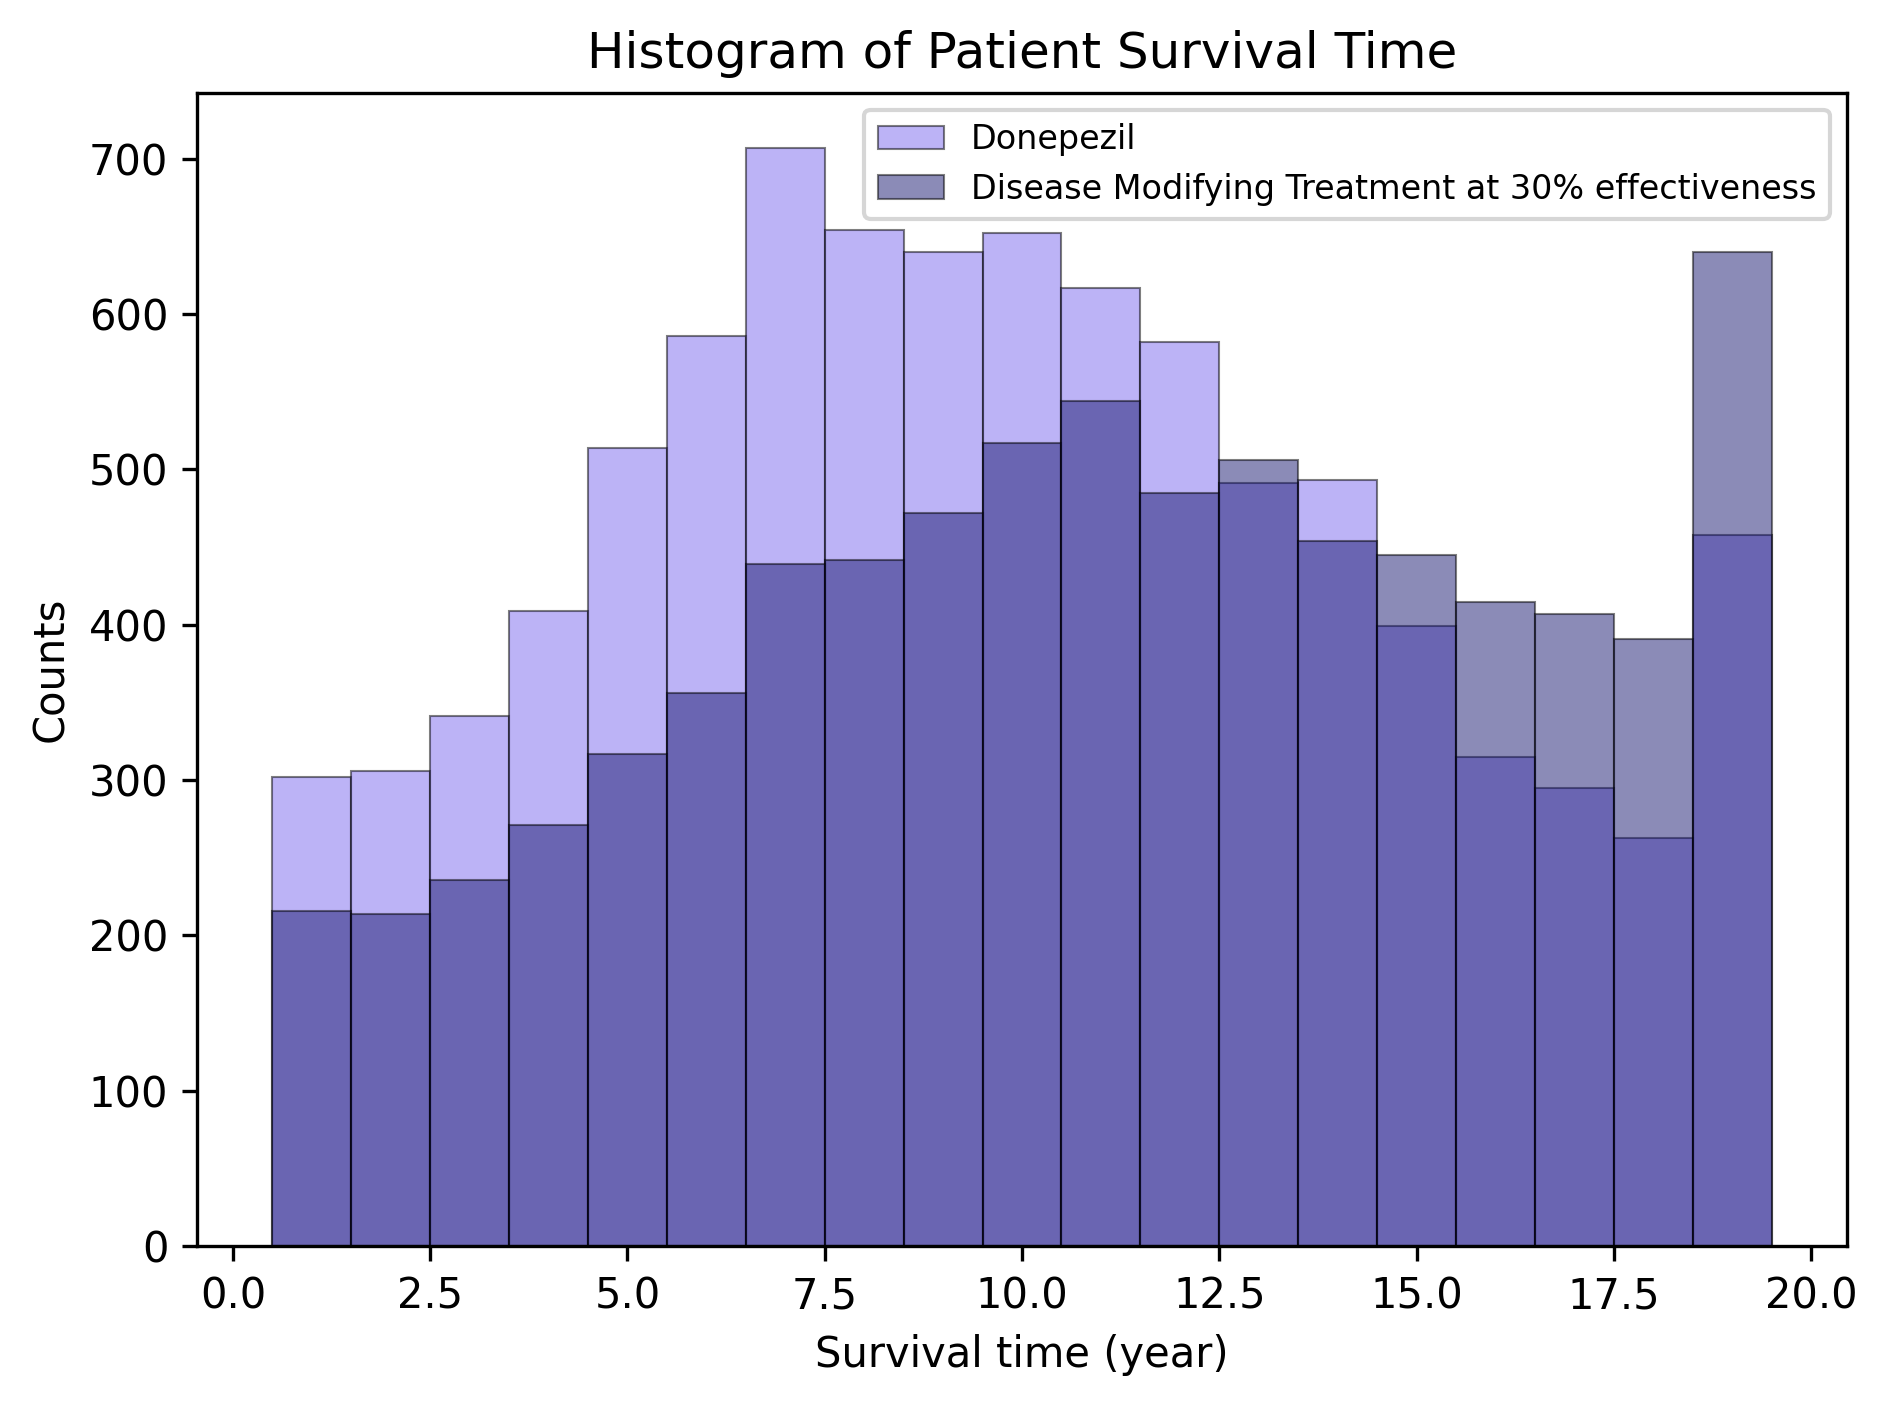 Histogram of Patient Survival Time
Donepezil
Disease Modifying Treatment at 30% effectiveness
700
600
500
400
300
200
100
0
Counts
0.0 2.5 5.0 7.5 10.0 12.5 15.0 17.5 20.0
Survival time (year)